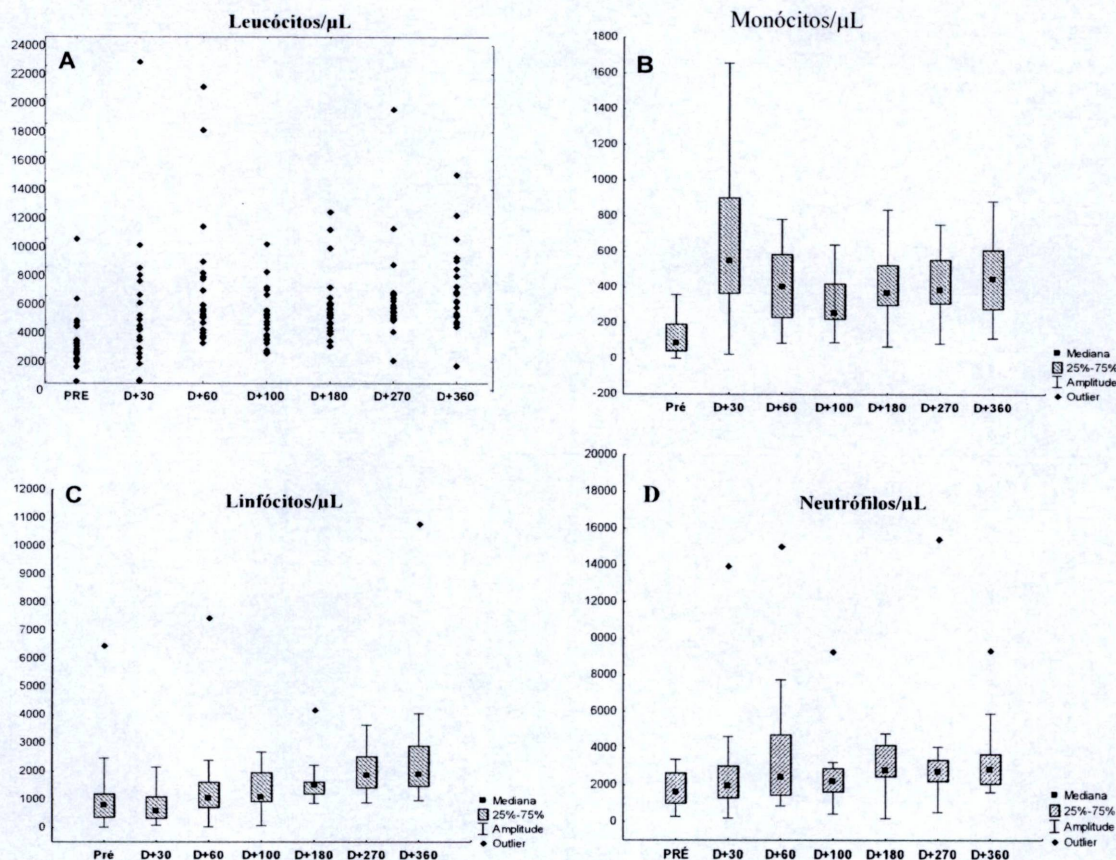 Leucócitos/µL
A
24000
22000
20000
18000
16000
14000
12000
10000
8000
6000
4000
2000
0
PRE D+30 D+60 D+100 D+180 D+270 D+360
Monócitos/µL
B
1800
1600
1400
1200
1000
800
600
400
200
0
-200
Pré D+30 D+60 D+100 D+180 D+270 D+360
Mediana
25%-75%
Amplitude
Outlier
C
Linfócitos/µL
12000
11000
10000
9000
8000
7000
6000
5000
4000
3000
2000
1000
0
Pré D+30 D+60 D+100 D+180 D+270 D+360
Mediana
25%-75%
Amplitude
Outlier
D
Neutrófilos/µL
20000
18000
16000
14000
12000
0000
8000
6000
4000
2000
0
PRÉ D+30 D+60 D+100 D+180 D+270 D+360
Mediana
25%-75%
Amplitude
Outlier